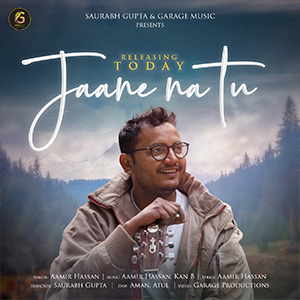 SAURABH GUPTA & GARAGE MUSIC
PRESENTS
RELEASING
TODAY
Jaane na Tu
SINGER: AAMIR HASSAN | MUSIC: AAMIR HASSAN, KAN B | LYRICS: AAMIR HASSAN
DIRECTOR: SAURABH GUPTA | DOP: AMAN, ATUL | VIDEO: GARAGE PRODUCTIONS